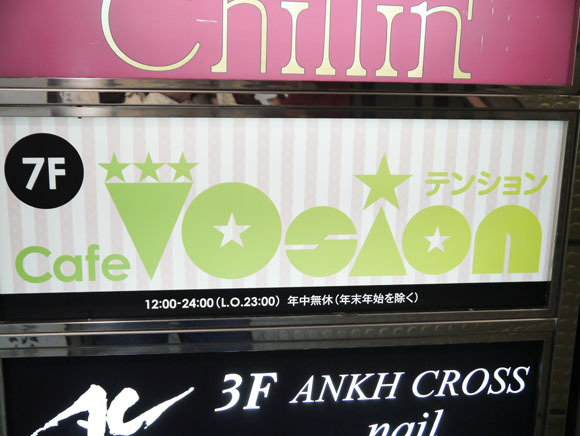 Chillin'
7F
Cafe
テンション
12:00-24:00（L.O.23:00） 年中無休（年末年始を除く）
3F ANKH CROSS
nail